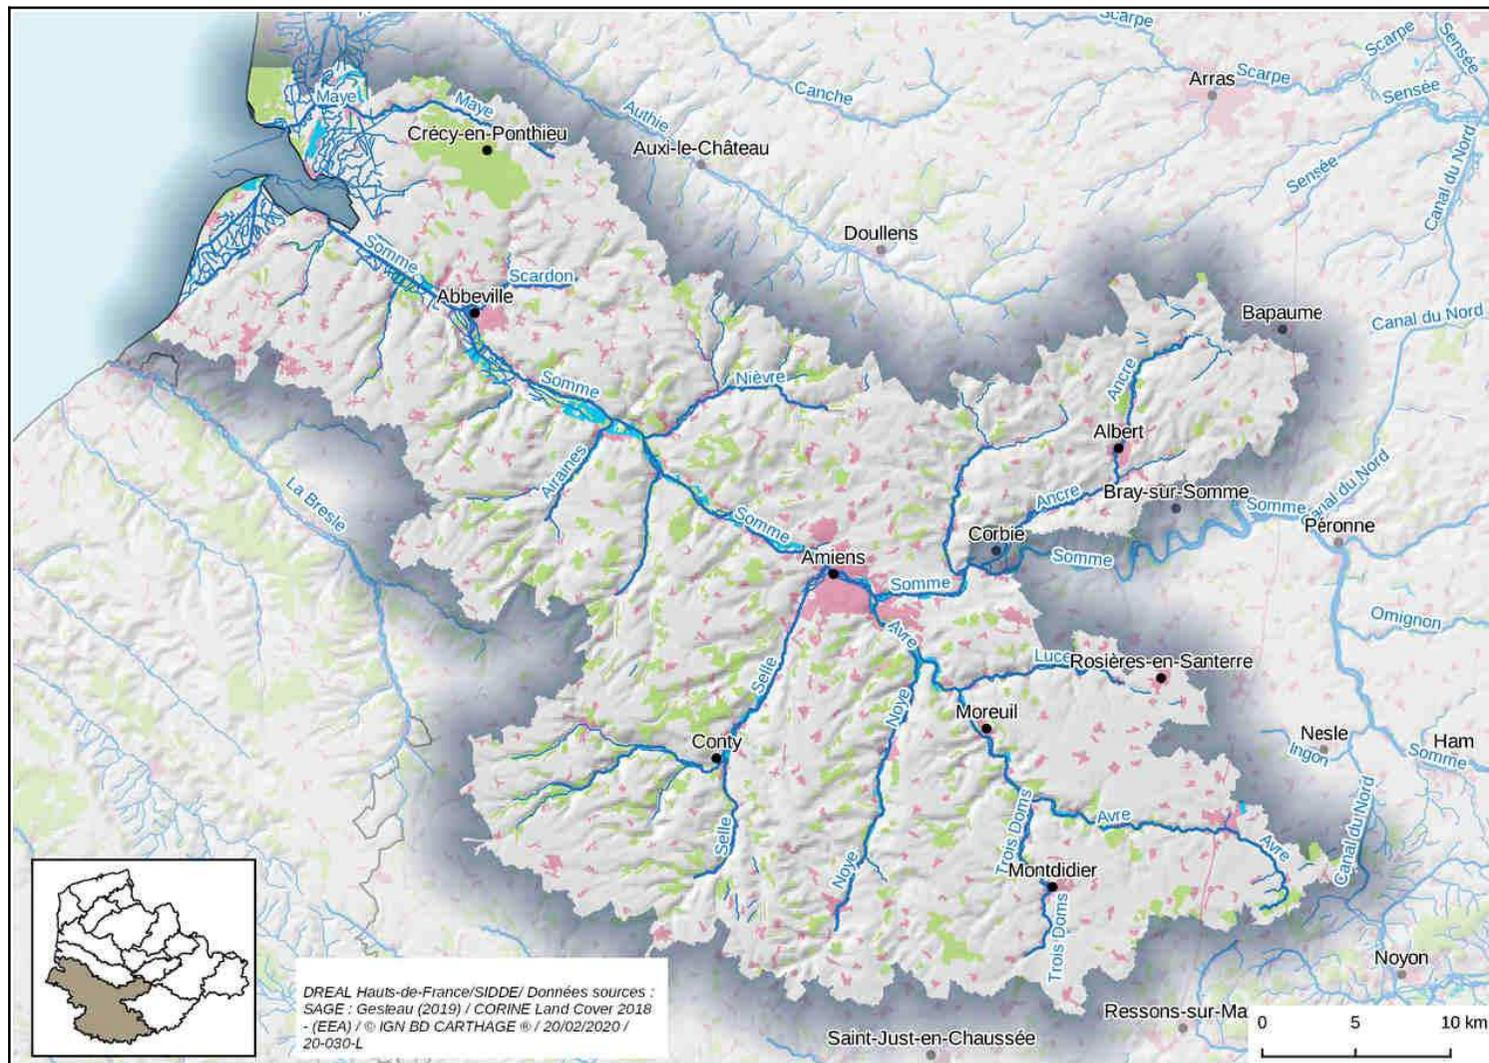 Scarpe
Scarpe
Sensée
Arras
Scarpe
Canche
Sensée
Maye
Maye
Authie
Crécy-en-Ponthieu
Auxi-le-Château
Canal du Nord
Sensée
Doullens
Somme
Scardon
Abbeville
Bapaume
Canal du Nord
Ancre
Nièvre
Somme
Albert
Airaines
La Bresle
Ancre
Bray-sur-Somme
Somme
Canal du Nord
Somme
Péronne
Corbie
Amiens
Somme
Somme
Omignon
Avre
Luce
Rosières-en-Santerre
Selle
Noye
Moreuil
Conty
Nesle
Ham
Ingon
Somme
Selle
Trois Doms
Avre
Avre
Canal du Nord
Noye
Montdidier
Trois Doms
Noyon
DREAL Hauts-de-France/SIDDE/ Données sources :
SAGE : Gesteau (2019) / CORINE Land Cover 2018
- (EEA) / © IGN BD CARTHAGE ® / 20/02/2020 /
20-030-L
Saint-Just-en-Chaussée
Ressons-sur-Ma
0 5 10 km